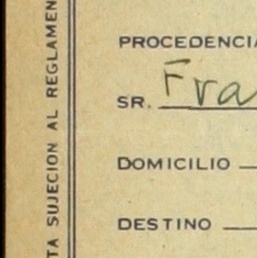 TA SUJECION AL REGLAMEN
PROCEDENCIA
SR. Fra
DOMICILIO
DESTINO